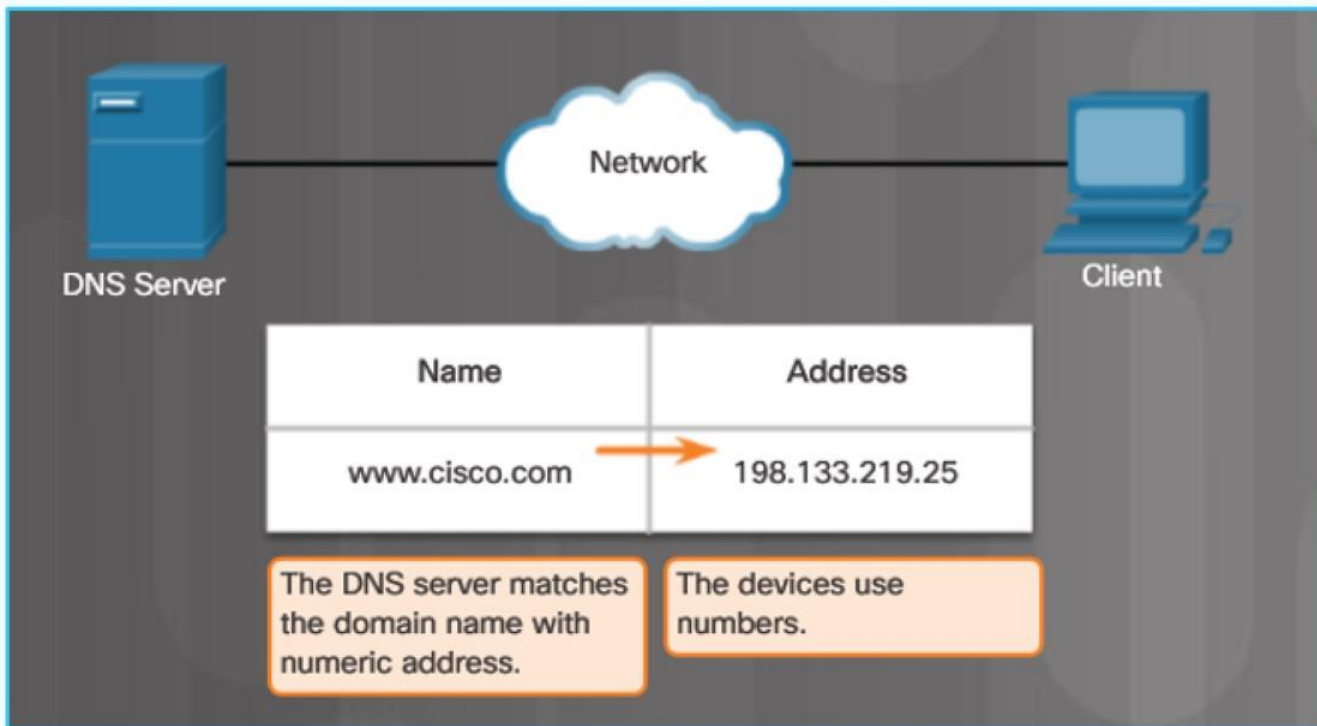 Network
DNS Server
Client
Name
Address
www.cisco.com
198.133.219.25
The DNS server matches
the domain name with
numeric address.
The devices use
numbers.